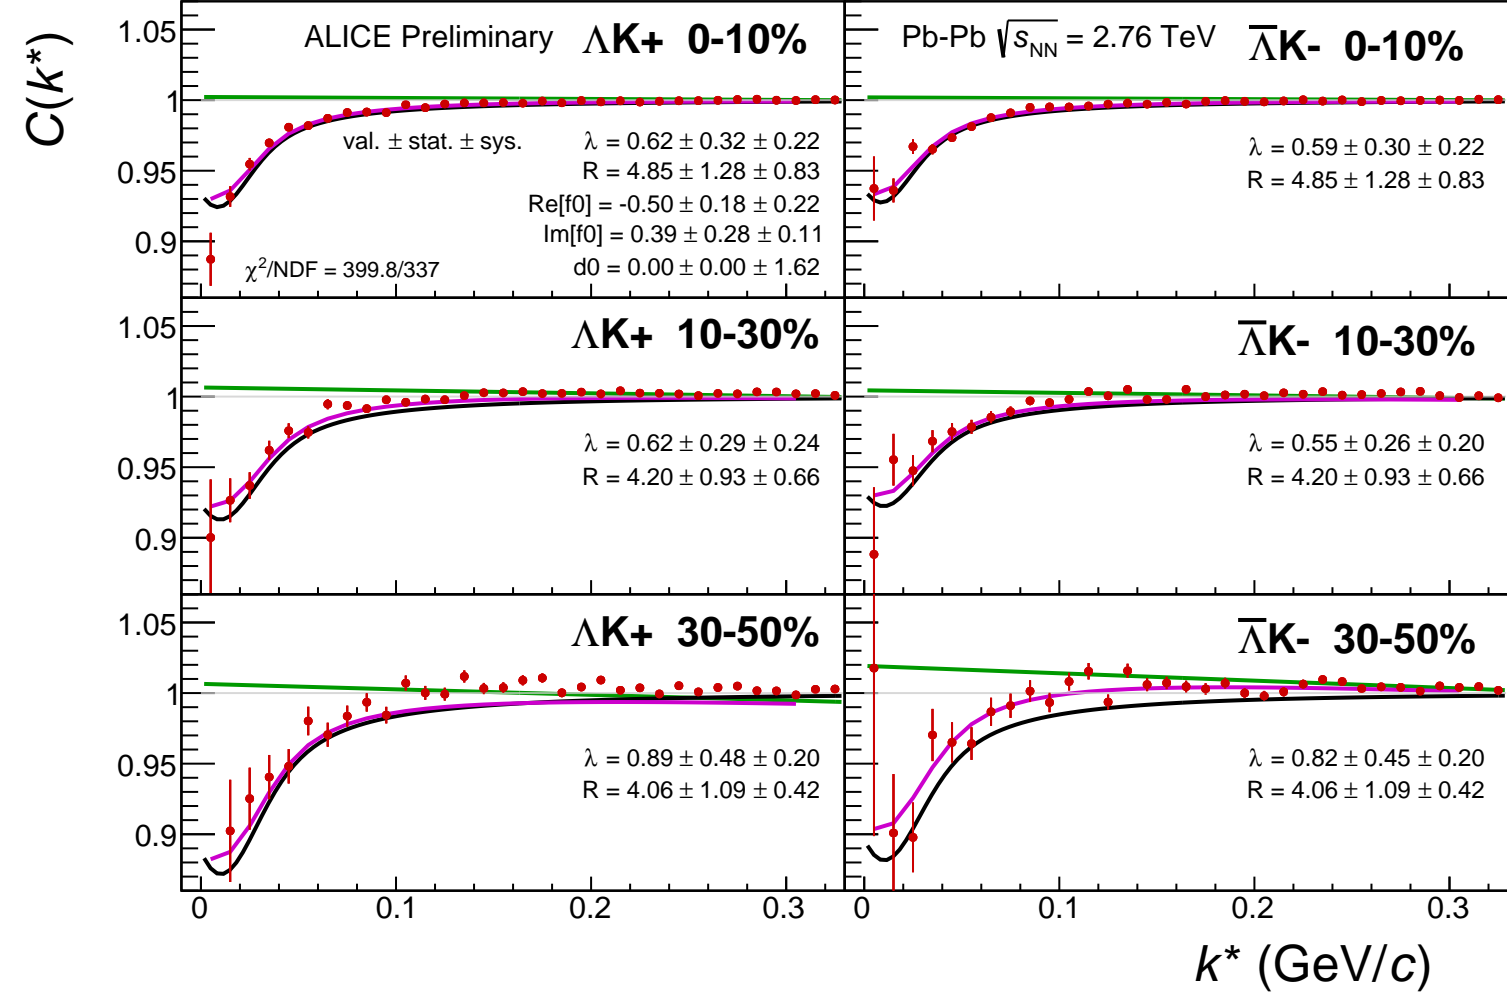 C(k*)
ALICE Preliminary ΛK+ 0-10%
1.05
1
0.95
0.9
val. ± stat. ± sys.
λ = 0.62 ± 0.32 ± 0.22
R = 4.85 ± 1.28 ± 0.83
Re[f0] = -0.50 ± 0.18 ± 0.22
Im[f0] = 0.39 ± 0.28 ± 0.11
d0 = 0.00 ± 0.00 ± 1.62
χ²/NDF = 399.8/337
Pb-Pb √s_NN = 2.76 TeV Λ̅K- 0-10%
λ = 0.59 ± 0.30 ± 0.22
R = 4.85 ± 1.28 ± 0.83
ΛK+ 10-30%
1.05
1
0.95
0.9
λ = 0.62 ± 0.29 ± 0.24
R = 4.20 ± 0.93 ± 0.66
Λ̅K- 10-30%
λ = 0.55 ± 0.26 ± 0.20
R = 4.20 ± 0.93 ± 0.66
ΛK+ 30-50%
1.05
1
0.95
0.9
λ = 0.89 ± 0.48 ± 0.20
R = 4.06 ± 1.09 ± 0.42
Λ̅K- 30-50%
λ = 0.82 ± 0.45 ± 0.20
R = 4.06 ± 1.09 ± 0.42
0 0.1 0.2 0.3 0 0.1 0.2 0.3
k* (GeV/c)